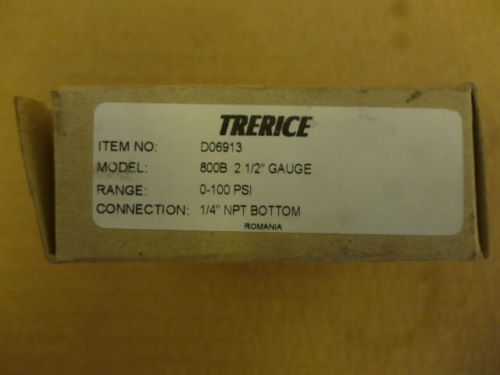 TRERICE
ITEM NO: D06913
MODEL: 800B 2 1/2" GAUGE
RANGE: 0-100 PSI
CONNECTION: 1/4" NPT BOTTOM
ROMANIA